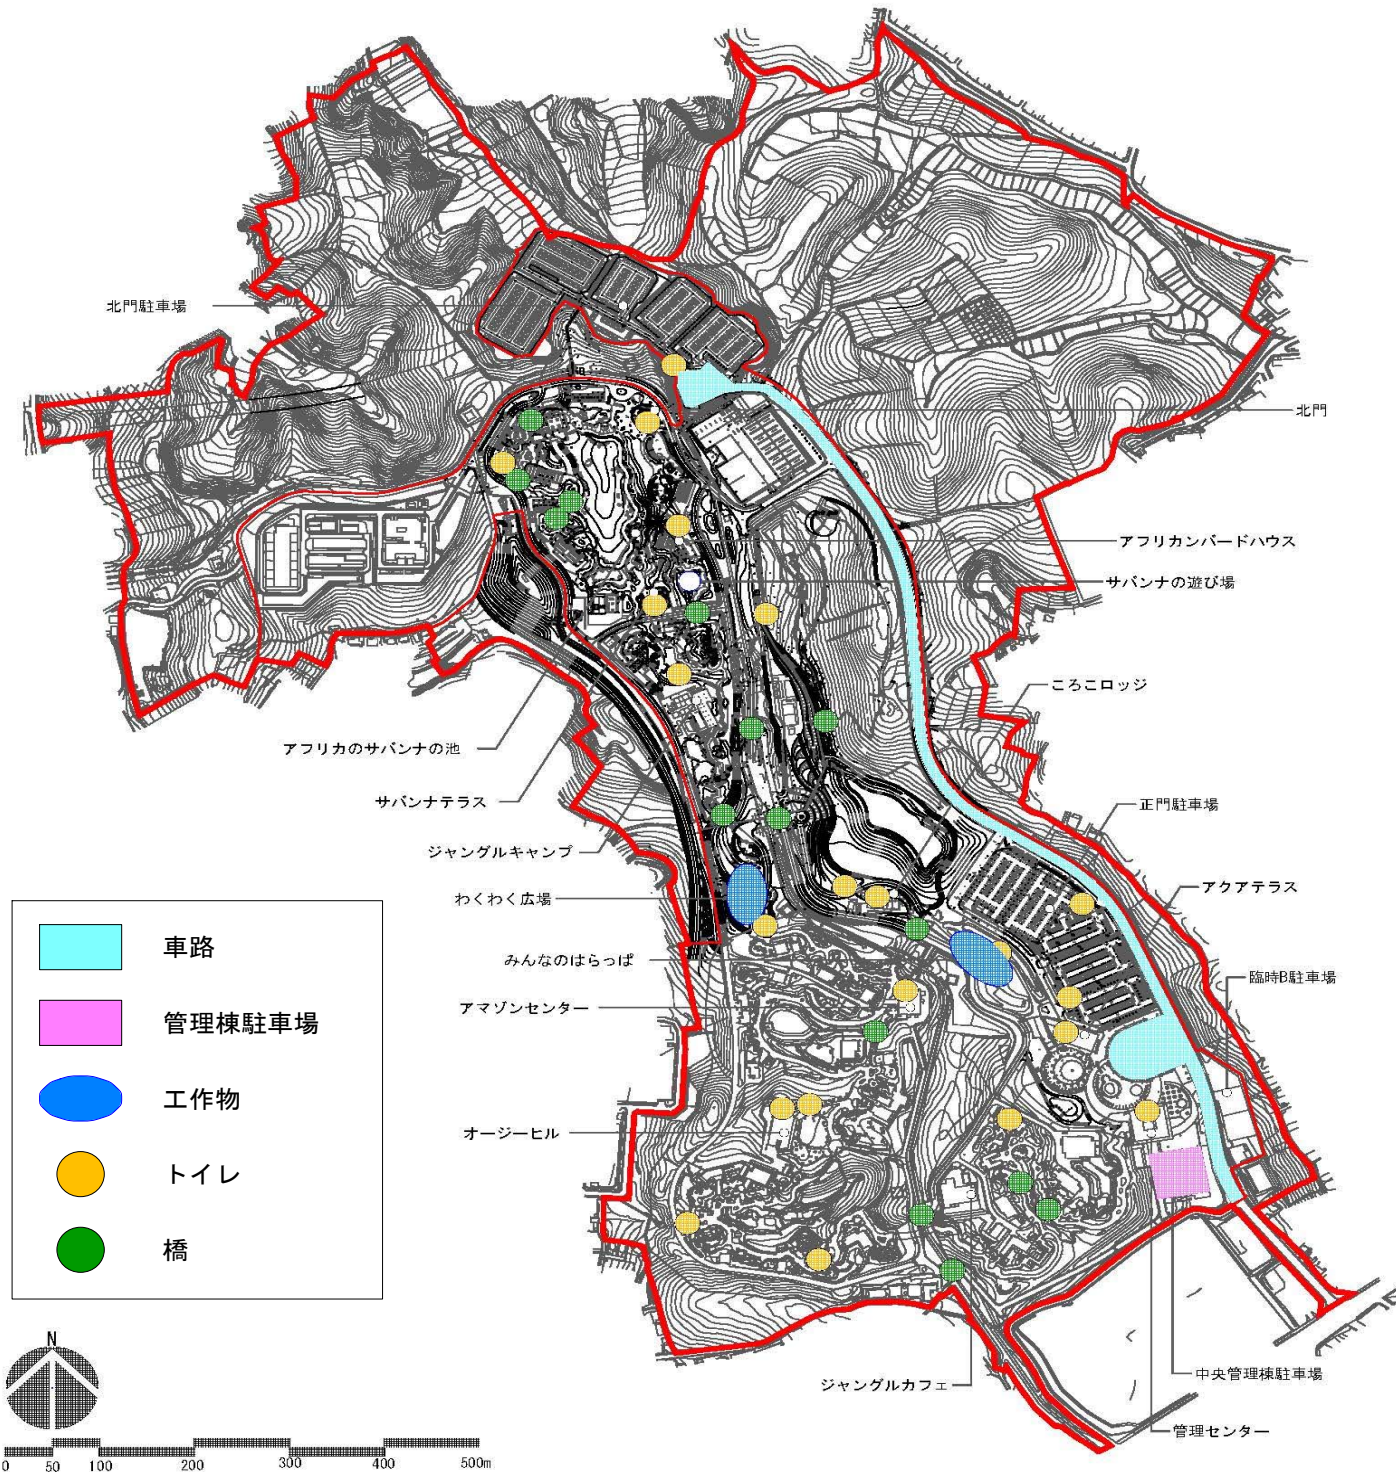 北門駐車場
北門
アフリカンバードハウス
サバンナの遊び場
ころころロッジ
アフリカのサバンナの池
サバンナテラス
正門駐車場
ジャングルキャンプ
アクアテラス
わくわく広場
みんなのはらっぱ
臨時B駐車場
アマゾンセンター
オージーヒル
車路
管理棟駐車場
工作物
トイレ
橋
N
0 50 100 200 300 400 500m
ジャングルカフェ
中央管理棟駐車場
管理センター